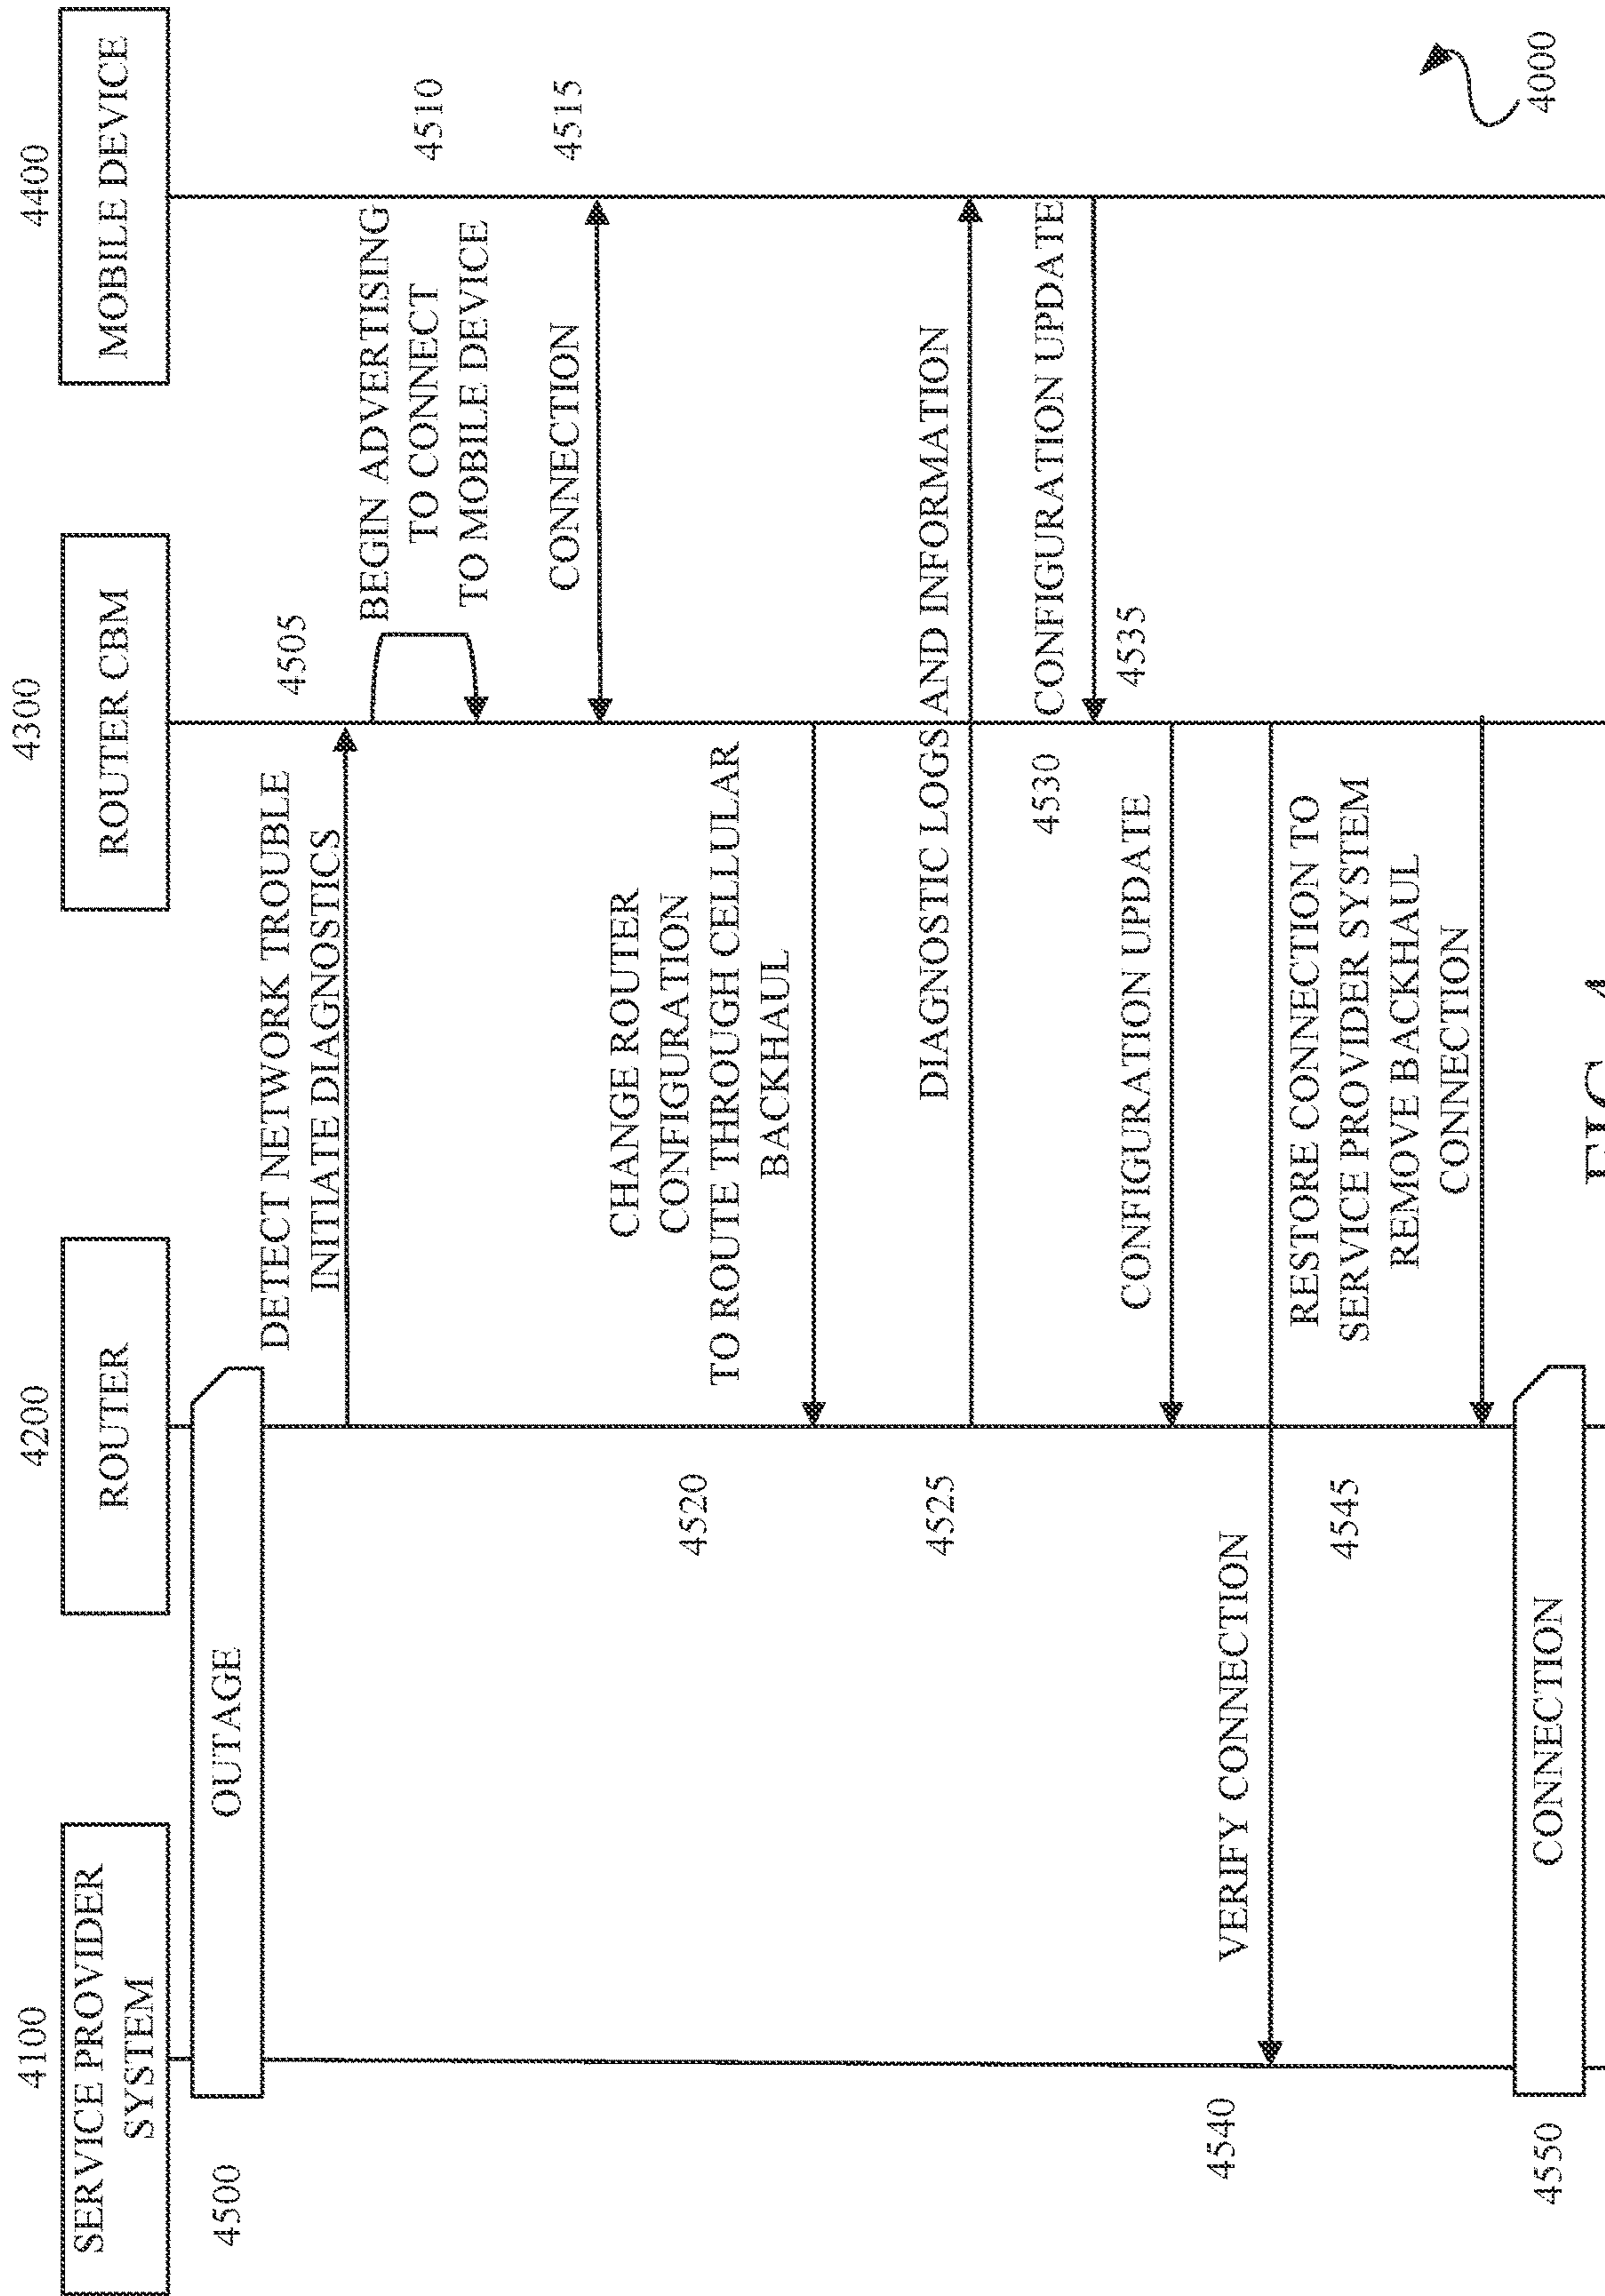 4100
SERVICE PROVIDER
SYSTEM
4200
ROUTER
4300
ROUTER CBM
4400
MOBILE DEVICE
4500
OUTAGE
DETECT NETWORK TROUBLE
INITIATE DIAGNOSTICS
4505
BEGIN ADVERTISING
TO CONNECT
TO MOBILE DEVICE
4510
CONNECTION
4515
CHANGE ROUTER
CONFIGURATION
TO ROUTE THROUGH CELLULAR
BACKHAUL
4520
DIAGNOSTIC LOGS AND INFORMATION
4525
CONFIGURATION UPDATE
4530
CONFIGURATION UPDATE
4535
VERIFY CONNECTION
4540
RESTORE CONNECTION TO
SERVICE PROVIDER SYSTEM
REMOVE BACKHAUL
CONNECTION
4545
CONNECTION
4550
4000